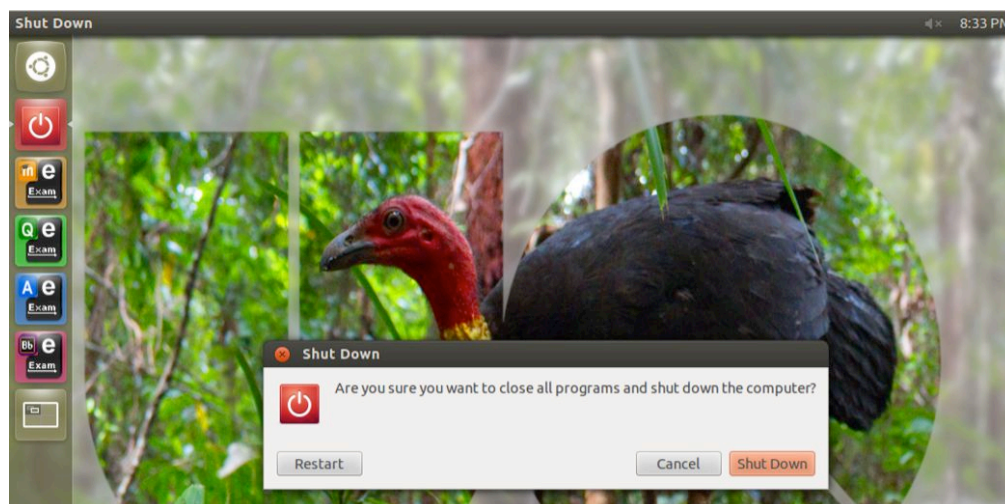 Shut Down
8:33 PM
m e
Exam
Q e
Exam
A e
Exam
Bb e
Exam
Shut Down
Are you sure you want to close all programs and shut down the computer?
Restart
Cancel
Shut Down